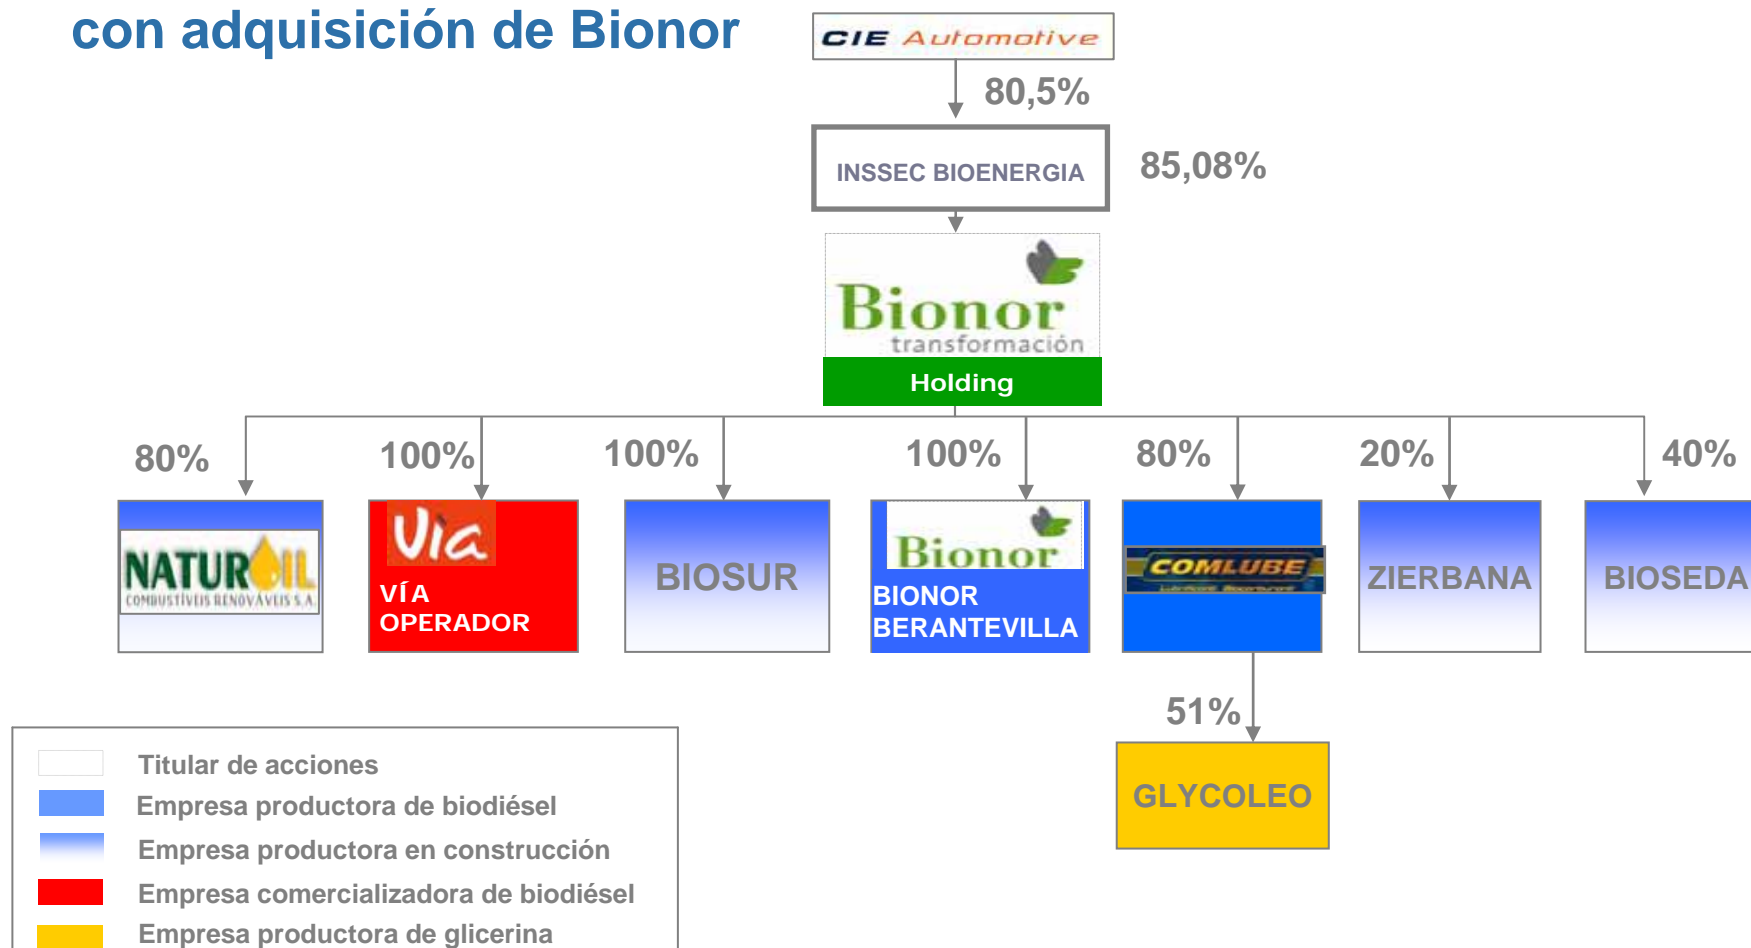 con adquisición de Bionor
CIE Automotive
80,5%
INSSEC BIOENERGIA
85,08%
Bionor
transformación
Holding
80%
100%
100%
100%
80%
20%
40%
NATUROIL
COMBUSTÍVEIS RENOVÁVEIS S.A.
Vía
VÍA
OPERADOR
BIOSUR
Bionor
BIONOR
BERANTEVILLA
COMLUBE
ZIERBANA
BIOSEDA
51%
GLYCOLEO
Titular de acciones
Empresa productora de biodiésel
Empresa productora en construcción
Empresa comercializadora de biodiésel
Empresa productora de glicerina